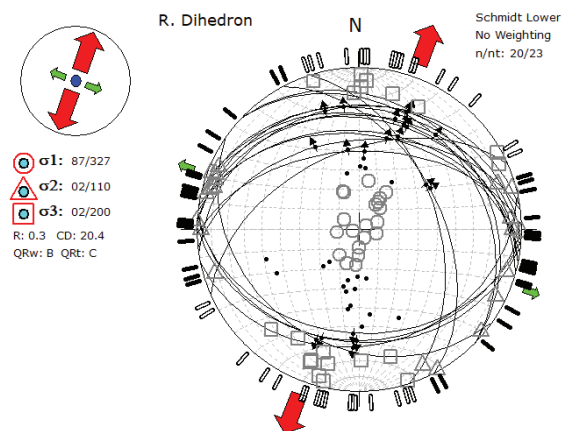 R. Dihedron
N
Schmidt Lower
No Weighting
n/nt: 20/23
σ1: 87/327
σ2: 02/110
σ3: 02/200
R: 0.3 CD: 20.4
QRw: B QRt: C